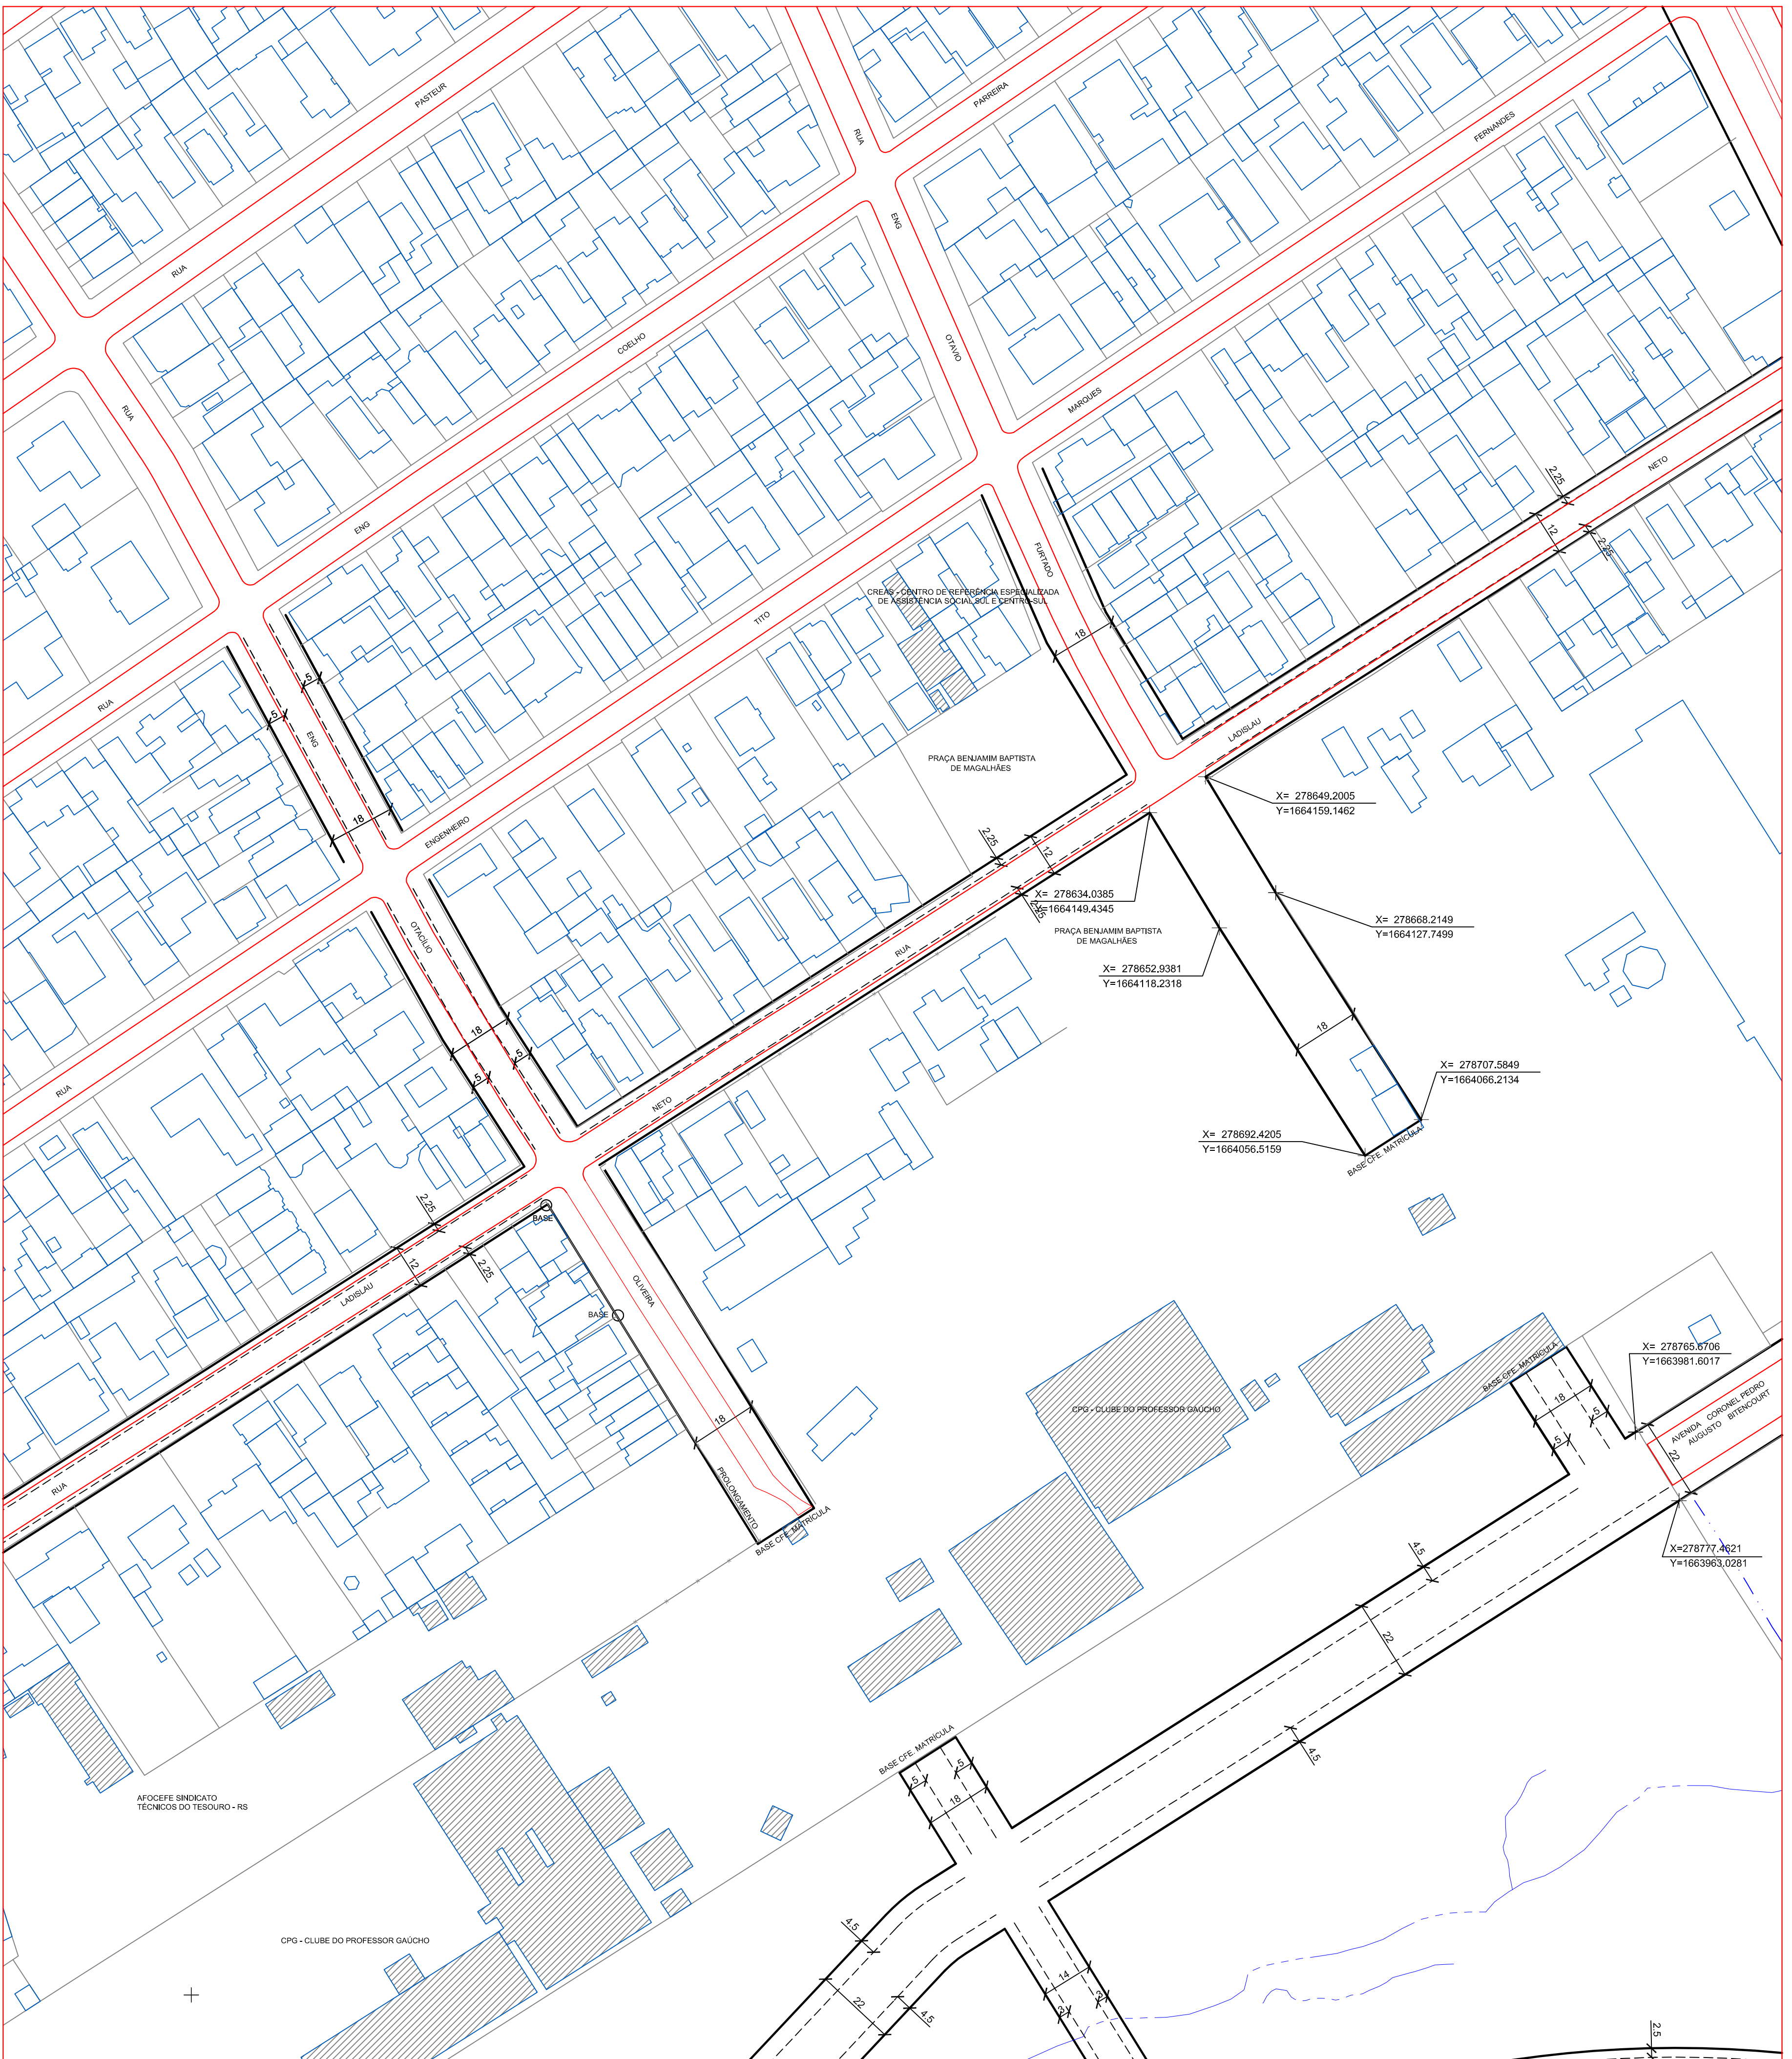 PASTEUR
RUA
PARREIRA
FERNANDES
RUA
ENG
COELHO
OTAVIO
MARQUES
RUA
NETO
2.25
12
2.25
ENG
FURTADO
CREAS - CENTRO DE REFERÊNCIA ESPECIALIZADA
DE ASSISTÊNCIA SOCIAL SUL E CENTRO-SUL
TITO
18
5
RUA
5
ENG
LADISLAU
PRAÇA BENJAMIM BAPTISTA
DE MAGALHÃES
X= 278649.2005
Y=1664159.1462
18
ENGENHEIRO
2.25
12
X= 278634.0385
Y=1664149.4345
2.25
X= 278668.2149
Y=1664127.7499
OTACÍLIO
PRAÇA BENJAMIM BAPTISTA
DE MAGALHÃES
RUA
X= 278652.9381
Y=1664118.2318
18
18
5
5
X= 278707.5849
Y=1664066.2134
RUA
NETO
X= 278692.4205
Y=1664056.5159
BASE CFE. MATRÍCULA
2.25
BASE
12
2.25
LADISLAU
OLIVEIRA
BASE
X= 278765.6706
Y=1663981.6017
BASE CFE. MATRÍCULA
18
5
5
AVENIDA CORONEL PEDRO
AUGUSTO BITENCOURT
22
CPG - CLUBE DO PROFESSOR GAÚCHO
18
RUA
PROLONGAMENTO
BASE CFE. MATRÍCULA
X=278777.4621
Y=1663963.0281
4.5
22
4.5
BASE CFE. MATRÍCULA
5
5
18
AFOCEFE SINDICATO
TÉCNICOS DO TESOURO - RS
CPG - CLUBE DO PROFESSOR GAÚCHO
4.5
14
22
4.5
3
3
2.5